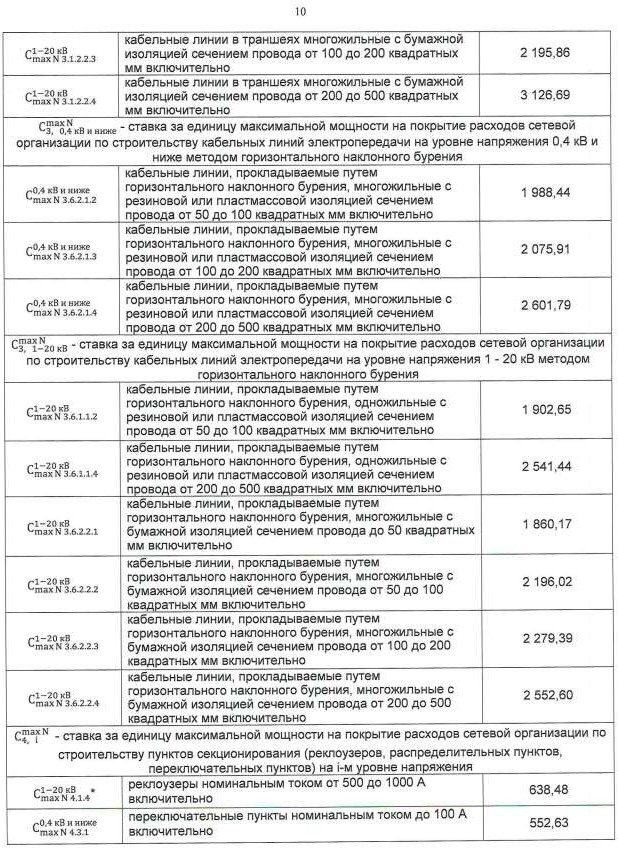 10
C 1–20 кВ max N 3.1.2.2.3
кабельные линии в траншеях многожильные с бумажной
изоляцией сечением провода от 100 до 200 квадратных
мм включительно
2 195,86
C 1–20 кВ max N 3.1.2.2.4
кабельные линии в траншеях многожильные с бумажной
изоляцией сечением провода от 200 до 500 квадратных
мм включительно
3 126,69
C max N 3, 0,4 кВ и ниже - ставка за единицу максимальной мощности на покрытие расходов сетевой
организации по строительству кабельных линий электропередачи на уровне напряжения 0,4 кВ и
ниже методом горизонтального наклонного бурения
C 0,4 кВ и ниже max N 3.6.2.1.2
кабельные линии, прокладываемые путем
горизонтального наклонного бурения, многожильные с
резиновой или пластмассовой изоляцией сечением
провода от 50 до 100 квадратных мм включительно
1 988,44
C 0,4 кВ и ниже max N 3.6.2.1.3
кабельные линии, прокладываемые путем
горизонтального наклонного бурения, многожильные с
резиновой или пластмассовой изоляцией сечением
провода от 100 до 200 квадратных мм включительно
2 075,91
C 0,4 кВ и ниже max N 3.6.2.1.4
кабельные линии, прокладываемые путем
горизонтального наклонного бурения, многожильные с
резиновой или пластмассовой изоляцией сечением
провода от 200 до 500 квадратных мм включительно
2 601,79
C max N 3, 1–20 кВ - ставка за единицу максимальной мощности на покрытие расходов сетевой организации
по строительству кабельных линий электропередачи на уровне напряжения 1 - 20 кВ методом
горизонтального наклонного бурения
C 1–20 кВ max N 3.6.1.1.2
кабельные линии, прокладываемые путем
горизонтального наклонного бурения, одножильные с
резиновой или пластмассовой изоляцией сечением
провода от 50 до 100 квадратных мм включительно
1 902,65
C 1–20 кВ max N 3.6.1.1.4
кабельные линии, прокладываемые путем
горизонтального наклонного бурения, одножильные с
резиновой или пластмассовой изоляцией сечением
провода от 200 до 500 квадратных мм включительно
2 541,44
C 1–20 кВ max N 3.6.2.2.1
кабельные линии, прокладываемые путем
горизонтального наклонного бурения, многожильные с
бумажной изоляцией сечением провода до 50 квадратных
мм включительно
1 860,17
C 1–20 кВ max N 3.6.2.2.2
кабельные линии, прокладываемые путем
горизонтального наклонного бурения, многожильные с
бумажной изоляцией сечением провода от 50 до 100
квадратных мм включительно
2 196,02
C 1–20 кВ max N 3.6.2.2.3
кабельные линии, прокладываемые путем
горизонтального наклонного бурения, многожильные с
бумажной изоляцией сечением провода от 100 до 200
квадратных мм включительно
2 279,39
C 1–20 кВ max N 3.6.2.2.4
кабельные линии, прокладываемые путем
горизонтального наклонного бурения, многожильные с
бумажной изоляцией сечением провода от 200 до 500
квадратных мм включительно
2 552,60
C max N 4, i - ставка за единицу максимальной мощности на покрытие расходов сетевой организации по
строительству пунктов секционирования (реклоузеров, распределительных пунктов,
переключательных пунктов) на i-м уровне напряжения
C 1–20 кВ max N 4.1.4 *
реклоузеры номинальным током от 500 до 1000 А
включительно
638,48
C 0,4 кВ и ниже max N 4.3.1
переключательные пункты номинальным током до 100 А
включительно
552,63